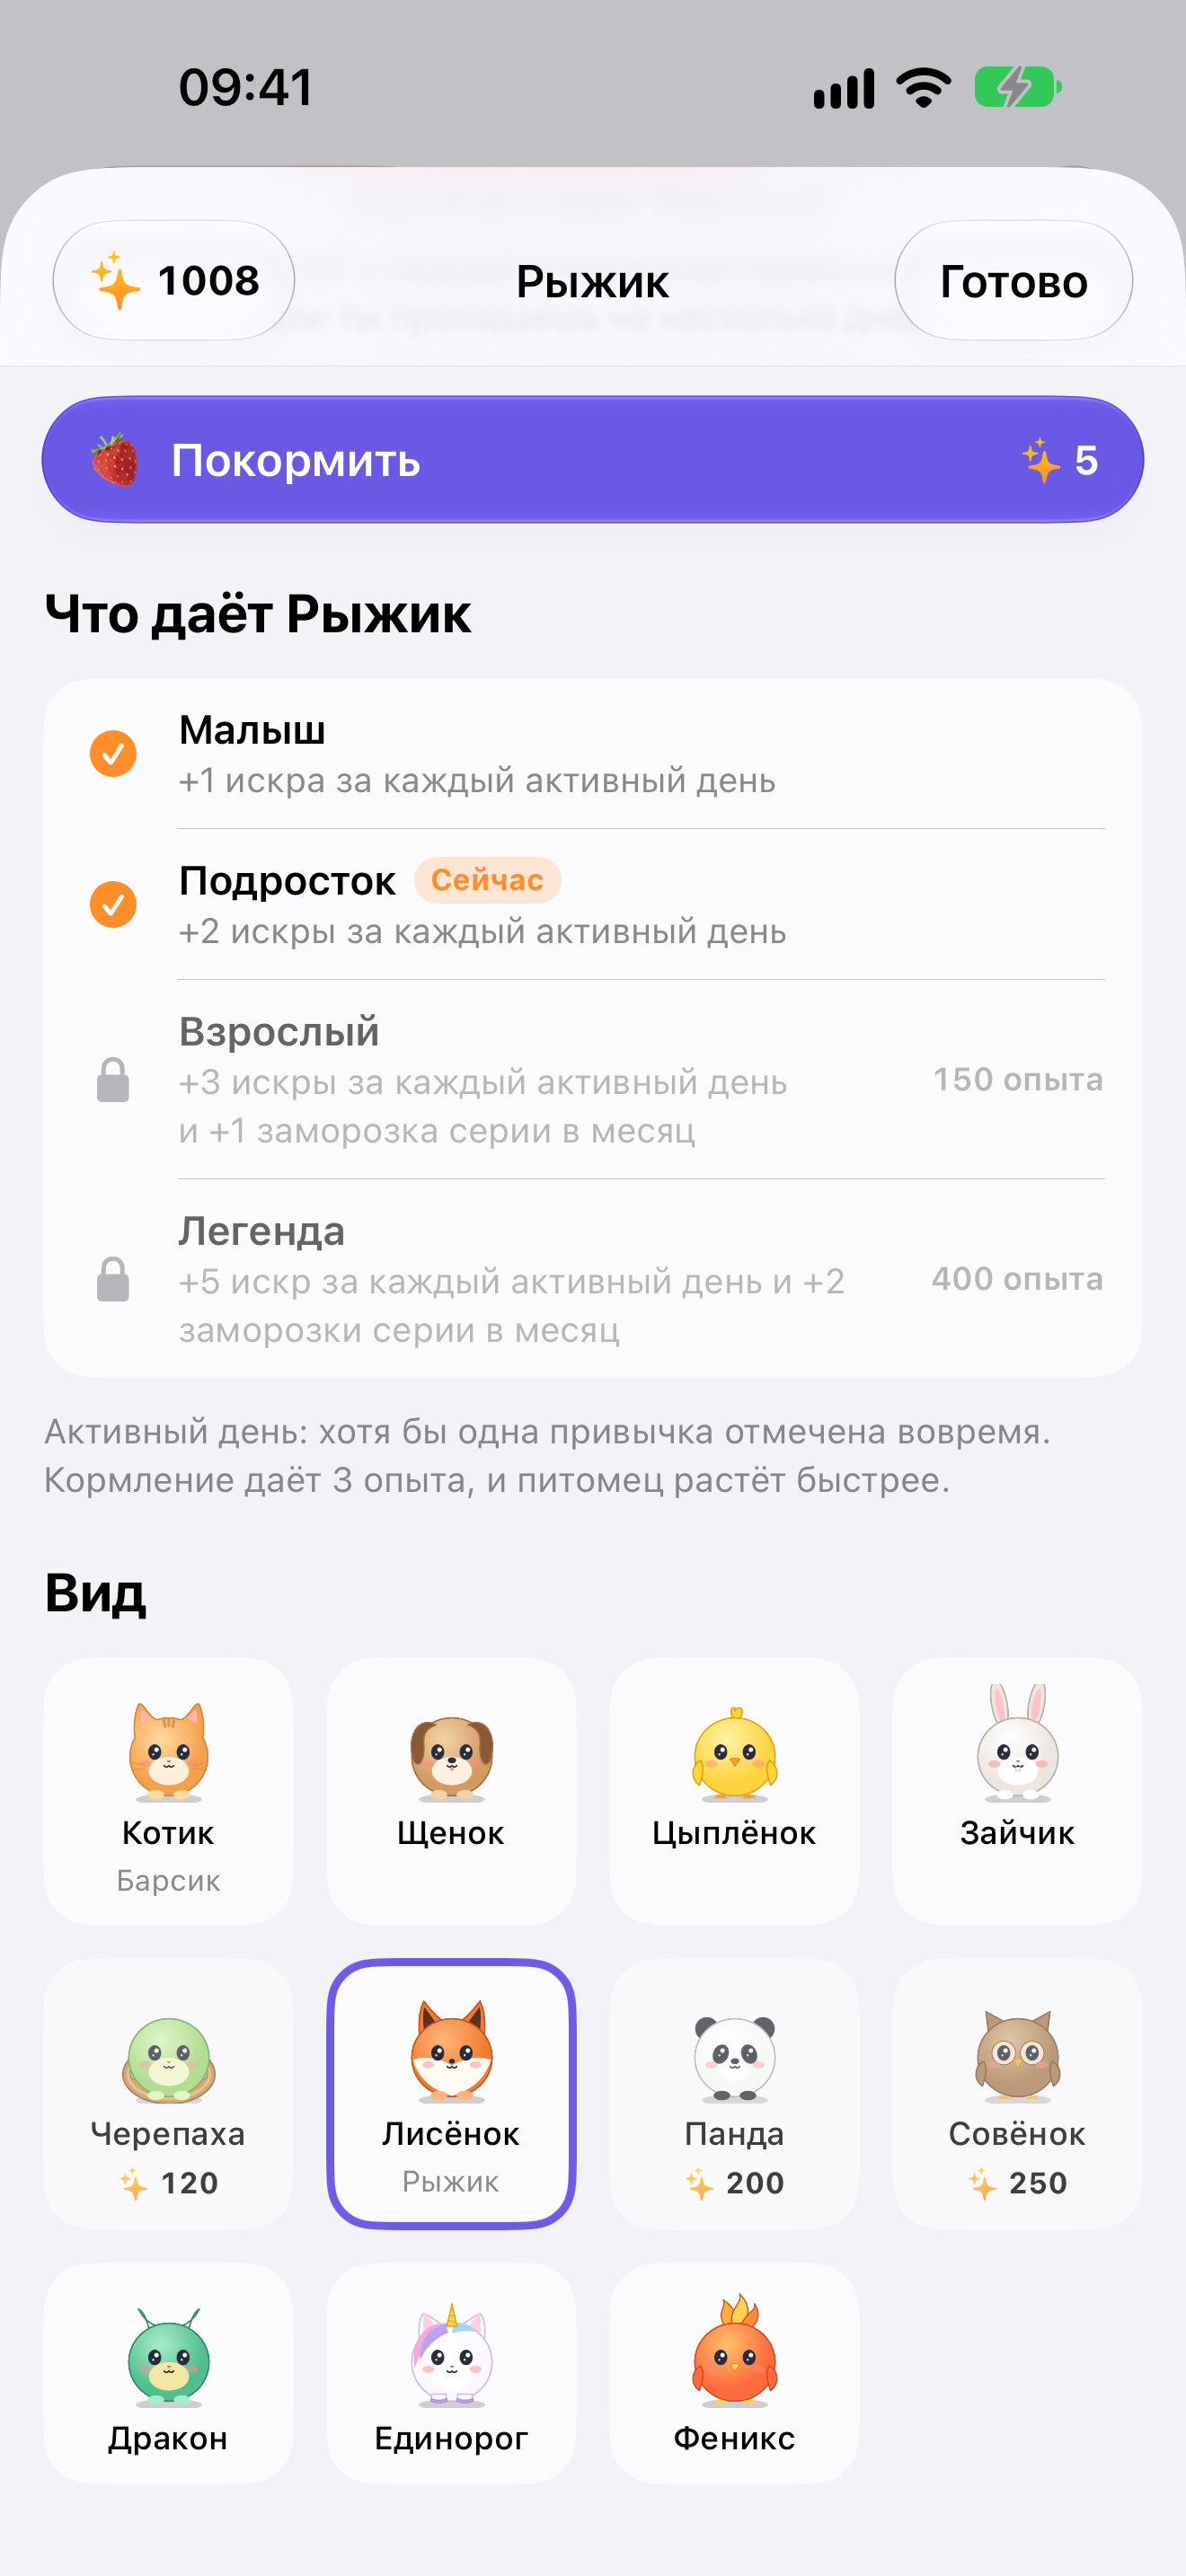 09:41
1008
Рыжик
Готово
Покормить
5
Что даёт Рыжик
Малыш
+1 искра за каждый активный день
Подросток
Сейчас
+2 искры за каждый активный день
Взрослый
+3 искры за каждый активный день
и +1 заморозка серии в месяц
150 опыта
Легенда
+5 искр за каждый активный день и +2
заморозки серии в месяц
400 опыта
Активный день: хотя бы одна привычка отмечена вовремя.
Кормление даёт 3 опыта, и питомец растёт быстрее.
Вид
Котик
Барсик
Щенок
Цыплёнок
Зайчик
Черепаха
120
Лисёнок
Рыжик
Панда
200
Совёнок
250
Дракон
Единорог
Феникс